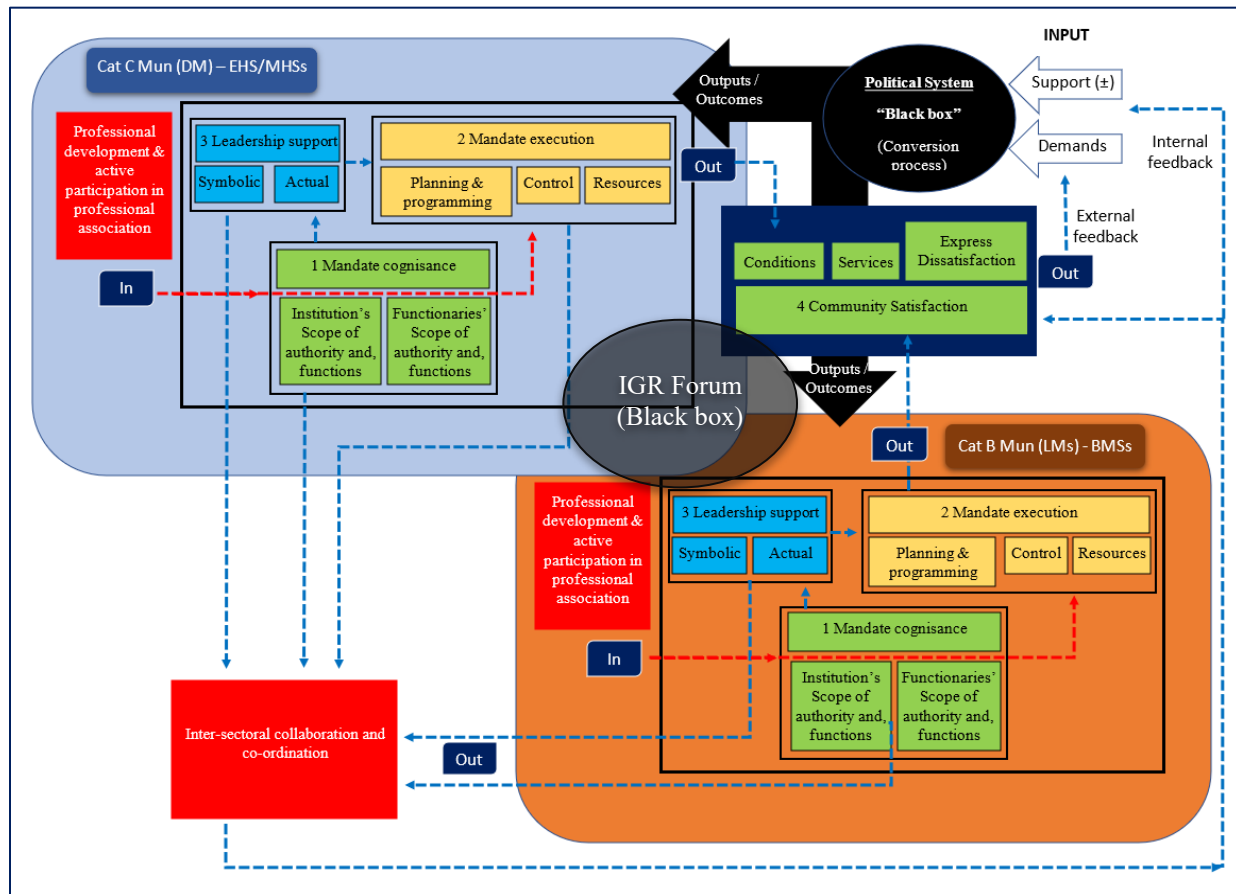 INPUT
Cat C Mun (DM) – EHS/MHSs
Outputs /
Outcomes
Political System
“Black box”
(Conversion
process)
Support (±)
Demands
Internal
feedback
External
feedback
Professional
development &
active
participation in
professional
association
3 Leadership support
Symbolic
Actual
2 Mandate execution
Planning &
programming
Control
Resources
Out
In
1 Mandate cognisance
Institution’s
Scope of
authority and,
functions
Functionaries’
Scope of
authority and,
functions
Conditions
Services
Express
Dissatisfaction
4 Community Satisfaction
Out
IGR Forum
(Black box)
Outputs /
Outcomes
Out
Cat B Mun (LMs) - BMSs
Professional
development &
active
participation in
professional
association
3 Leadership support
Symbolic
Actual
2 Mandate execution
Planning &
programming
Control
Resources
In
1 Mandate cognisance
Institution’s
Scope of
authority and,
functions
Functionaries’
Scope of
authority and,
functions
Inter-sectoral collaboration and
co-ordination
Out